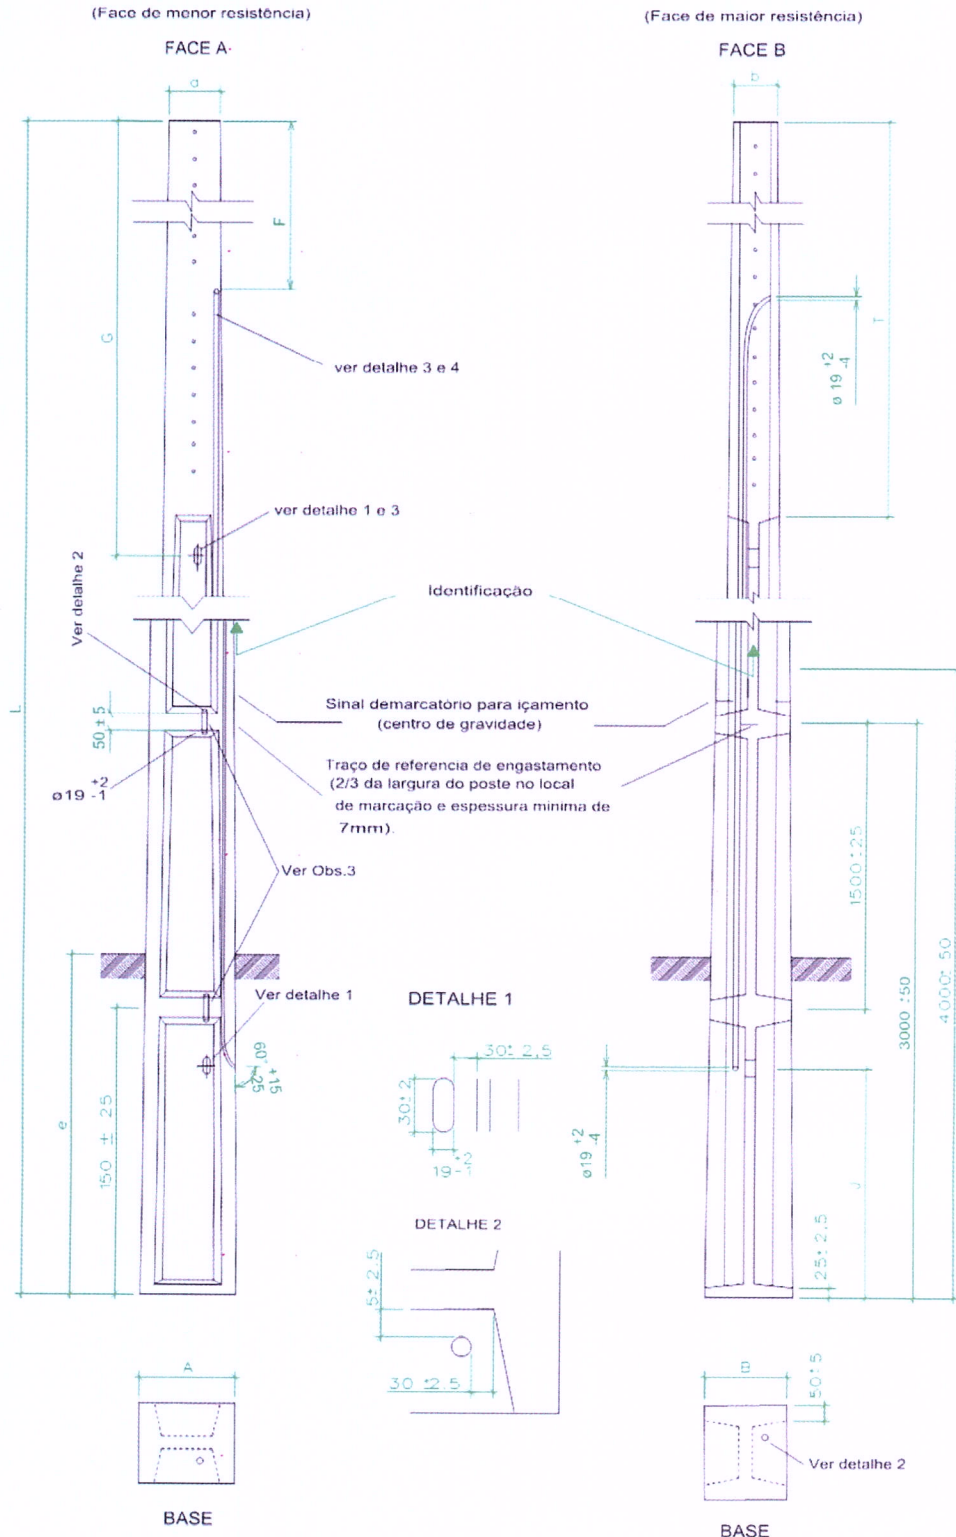 (Face de menor resistência)
FACE A
a
L
G
F
ver detalhe 3 e 4
ver detalhe 1 e 3
Ver detalhe 2
50±5
ø19 +2 -1
Ver Obs.3
Ver detalhe 1
60° +15 -25
e
150 ± 25
A
BASE
Identificação
Sinal demarcatório para içamento
(centro de gravidade)
Traço de referencia de engastamento
(2/3 da largura do poste no local
de marcação e espessura minima de
7mm).
DETALHE 1
30±2,5
30±2
19 +2 -1
DETALHE 2
5±2.5
30±2.5
(Face de maior resistência)
FACE B
b
T
ø 19 +2 -4
1500±25
3000±50
4000±50
ø19 +2 -4
J
25±2.5
B
50±5
Ver detalhe 2
BASE